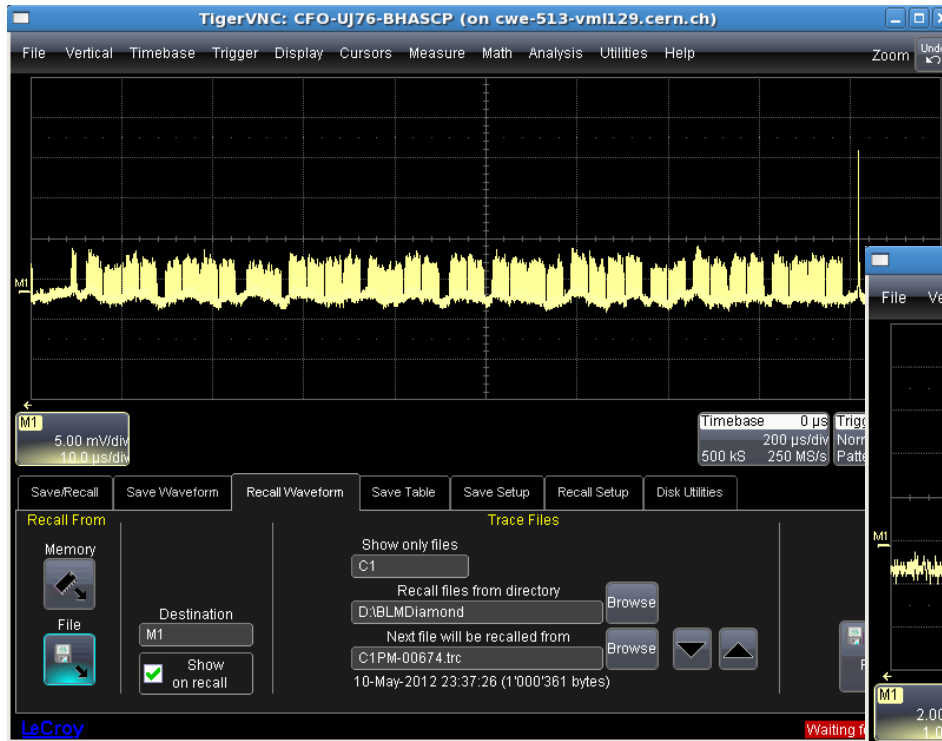 TigerVNC: CFO-UJ76-BHASCP (on cwe-513-vml129.cern.ch)
File Vertical Timebase Trigger Display Cursors Measure Math Analysis Utilities Help
Zoom
M1
File
M1
5.00 mV/div
10.0 µs/div
Timebase 0 µs
200 µs/div
500 kS 250 MS/s
Save/Recall Save Waveform Recall Waveform Save Table Save Setup Recall Setup Disk Utilities
Recall From
Memory
File
Destination
M1
Show
on recall
Trace Files
Show only files
C1
Recall files from directory
D:\BLMDiamond
Browse
Next file will be recalled from
C1PM-00674.trc
Browse
10-May-2012 23:37:26 (1'000'361 bytes)
M1
M1
LeCroy
Waiting